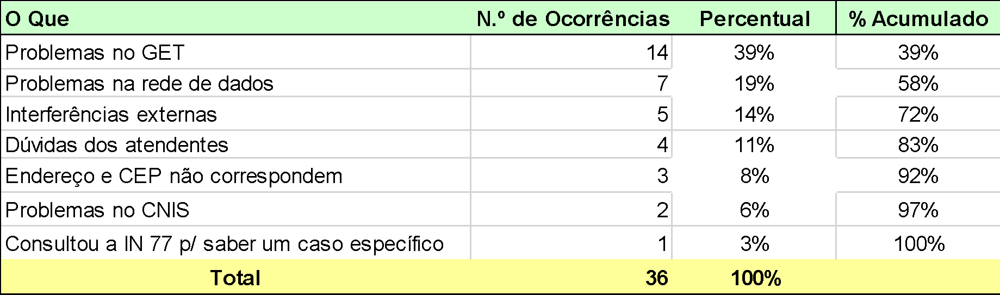 O Que N.º de Ocorrências Percentual % Acumulado
Problemas no GET 14 39% 39%
Problemas na rede de dados 7 19% 58%
Interferências externas 5 14% 72%
Dúvidas dos atendentes 4 11% 83%
Endereço e CEP não correspondem 3 8% 92%
Problemas no CNIS 2 6% 97%
Consultou a IN 77 p/ saber um caso específico 1 3% 100%
Total 36 100%